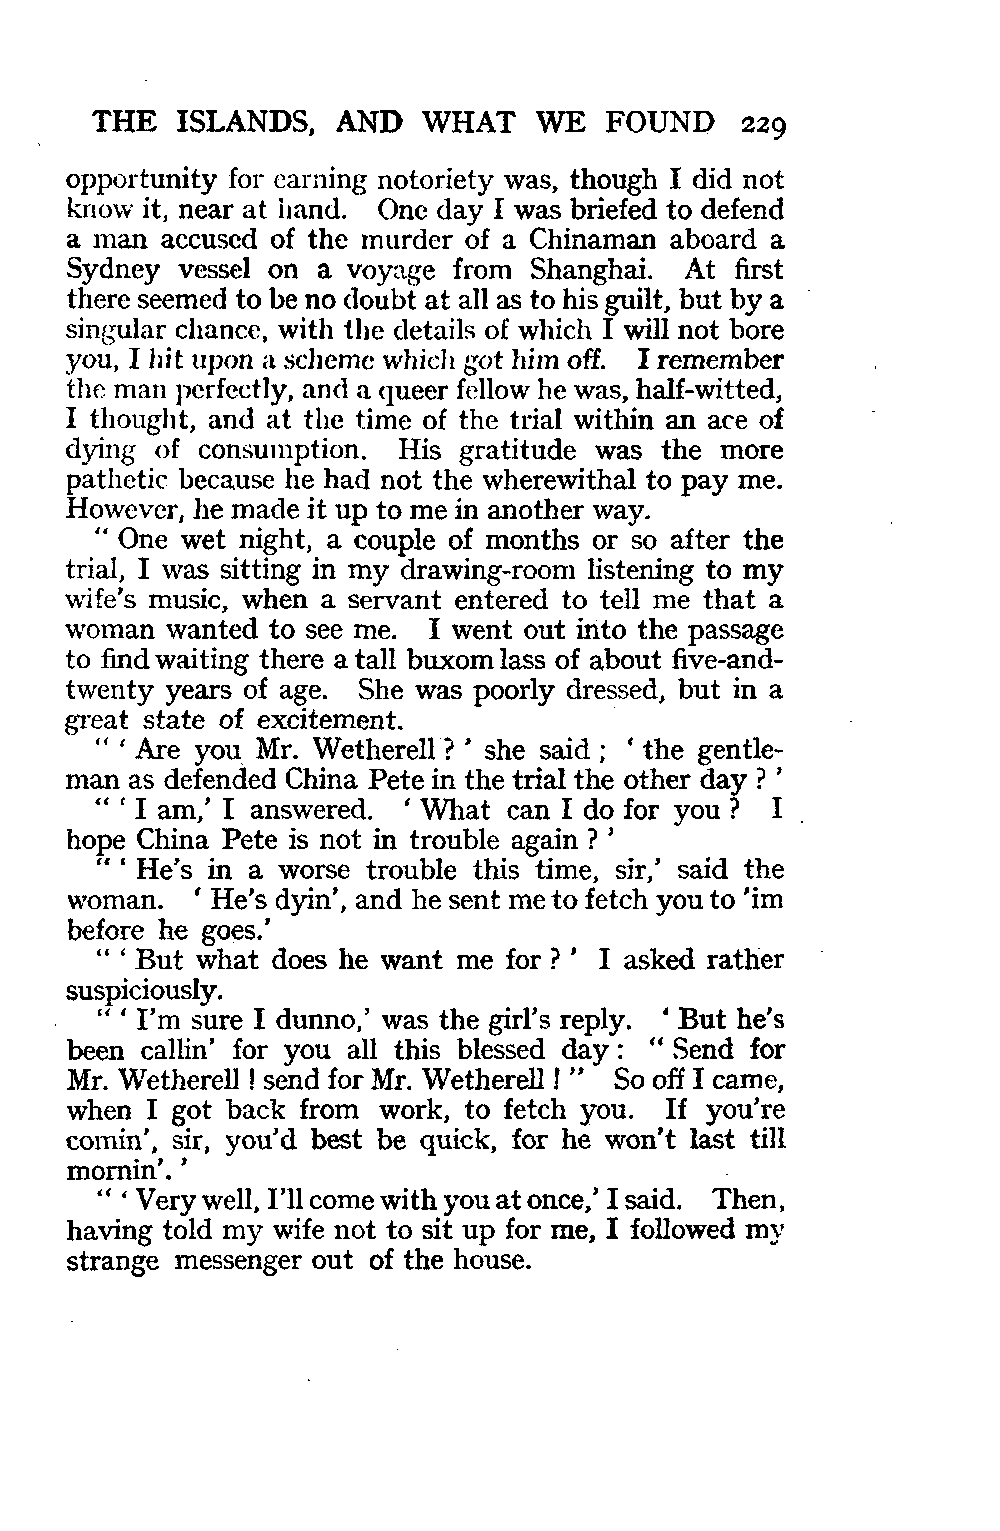 THE ISLANDS, AND WHAT WE FOUND 229
opportunity for earning notoriety was, though I did not
know it, near at hand. One day I was briefed to defend
a man accused of the murder of a Chinaman aboard a
Sydney vessel on a voyage from Shanghai. At first
there seemed to be no doubt at all as to his guilt, but by a
singular chance, with the details of which I will not bore
you, I hit upon a scheme which got him off. I remember
the man perfectly, and a queer fellow he was, half-witted,
I thought, and at the time of the trial within an ace of
dying of consumption. His gratitude was the more
pathetic because he had not the wherewithal to pay me.
However, he made it up to me in another way.
“ One wet night, a couple of months or so after the
trial, I was sitting in my drawing-room listening to my
wife's music, when a servant entered to tell me that a
woman wanted to see me. I went out into the passage
to find waiting there a tall buxom lass of about five-and-
twenty years of age. She was poorly dressed, but in a
great state of excitement.
“ ‘ Are you Mr. Wetherell ? ’ she said ; ‘ the gentle-
man as defended China Pete in the trial the other day ? ’
“ ‘ I am,’ I answered. ‘ What can I do for you ? I
hope China Pete is not in trouble again ? ’
“ ‘ He's in a worse trouble this time, sir,’ said the
woman. ‘ He's dyin', and he sent me to fetch you to 'im
before he goes.’
“ ‘ But what does he want me for ? ’ I asked rather
suspiciously.
“ ‘ I'm sure I dunno,’ was the girl's reply. ‘ But he's
been callin' for you all this blessed day : “ Send for
Mr. Wetherell ! send for Mr. Wetherell ! ” So off I came,
when I got back from work, to fetch you. If you're
comin', sir, you'd best be quick, for he won't last till
mornin'. ’
“ ‘ Very well, I'll come with you at once,’ I said. Then,
having told my wife not to sit up for me, I followed my
strange messenger out of the house.